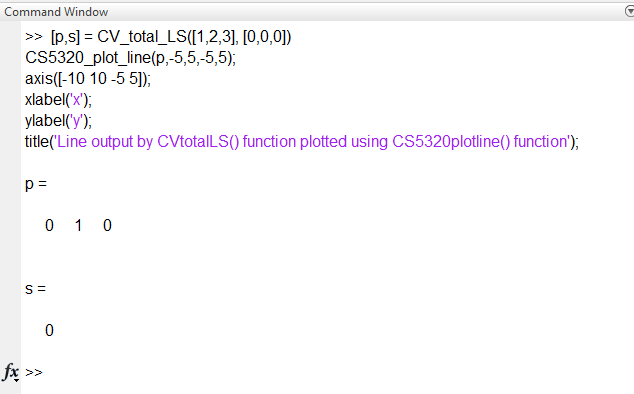 Command Window
>> [p,s] = CV_total_LS([1,2,3], [0,0,0])
CS5320_plot_line(p,-5,5,-5,5);
axis([-10 10 -5 5]);
xlabel('x');
ylabel('y');
title('Line output by CVtotalLS() function plotted using CS5320plotline() function');
p =
0 1 0
s =
0
fx >>